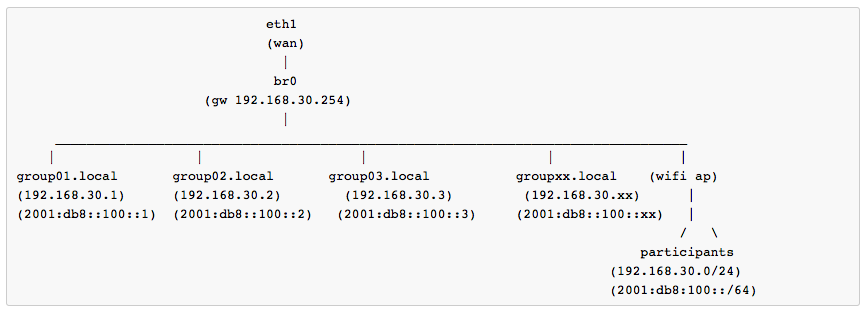 eth1
(wan)
br0
(gw 192.168.30.254)
group01.local group02.local group03.local groupxx.local (wifi ap)
(192.168.30.1) (192.168.30.2) (192.168.30.3) (192.168.30.xx)
(2001:db8::100::1) (2001:db8::100::2) (2001:db8::100::3) (2001:db8::100::xx)
participants
(192.168.30.0/24)
(2001:db8:100::/64)